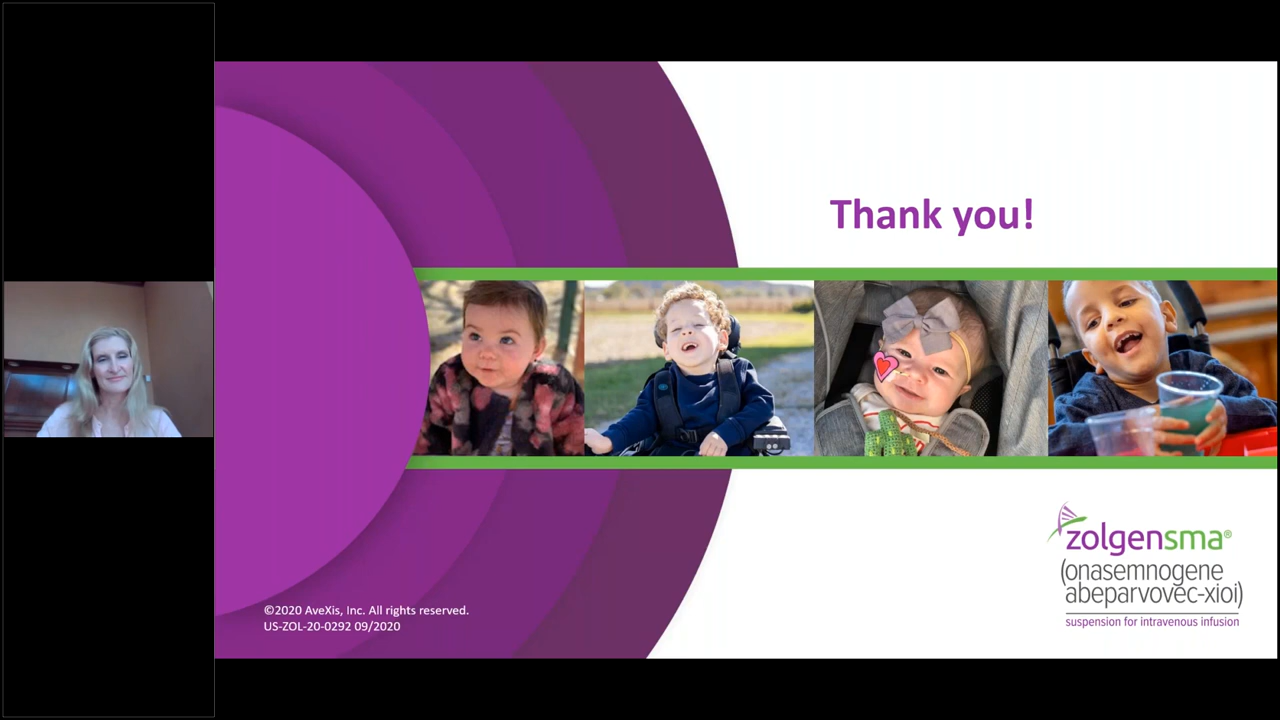 Thank you!
zolgensma®
(onasemnogene
abeparvovec-xioi)
suspension for intravenous infusion
©2020 AveXis, Inc. All rights reserved.
US-ZOL-20-0292 09/2020